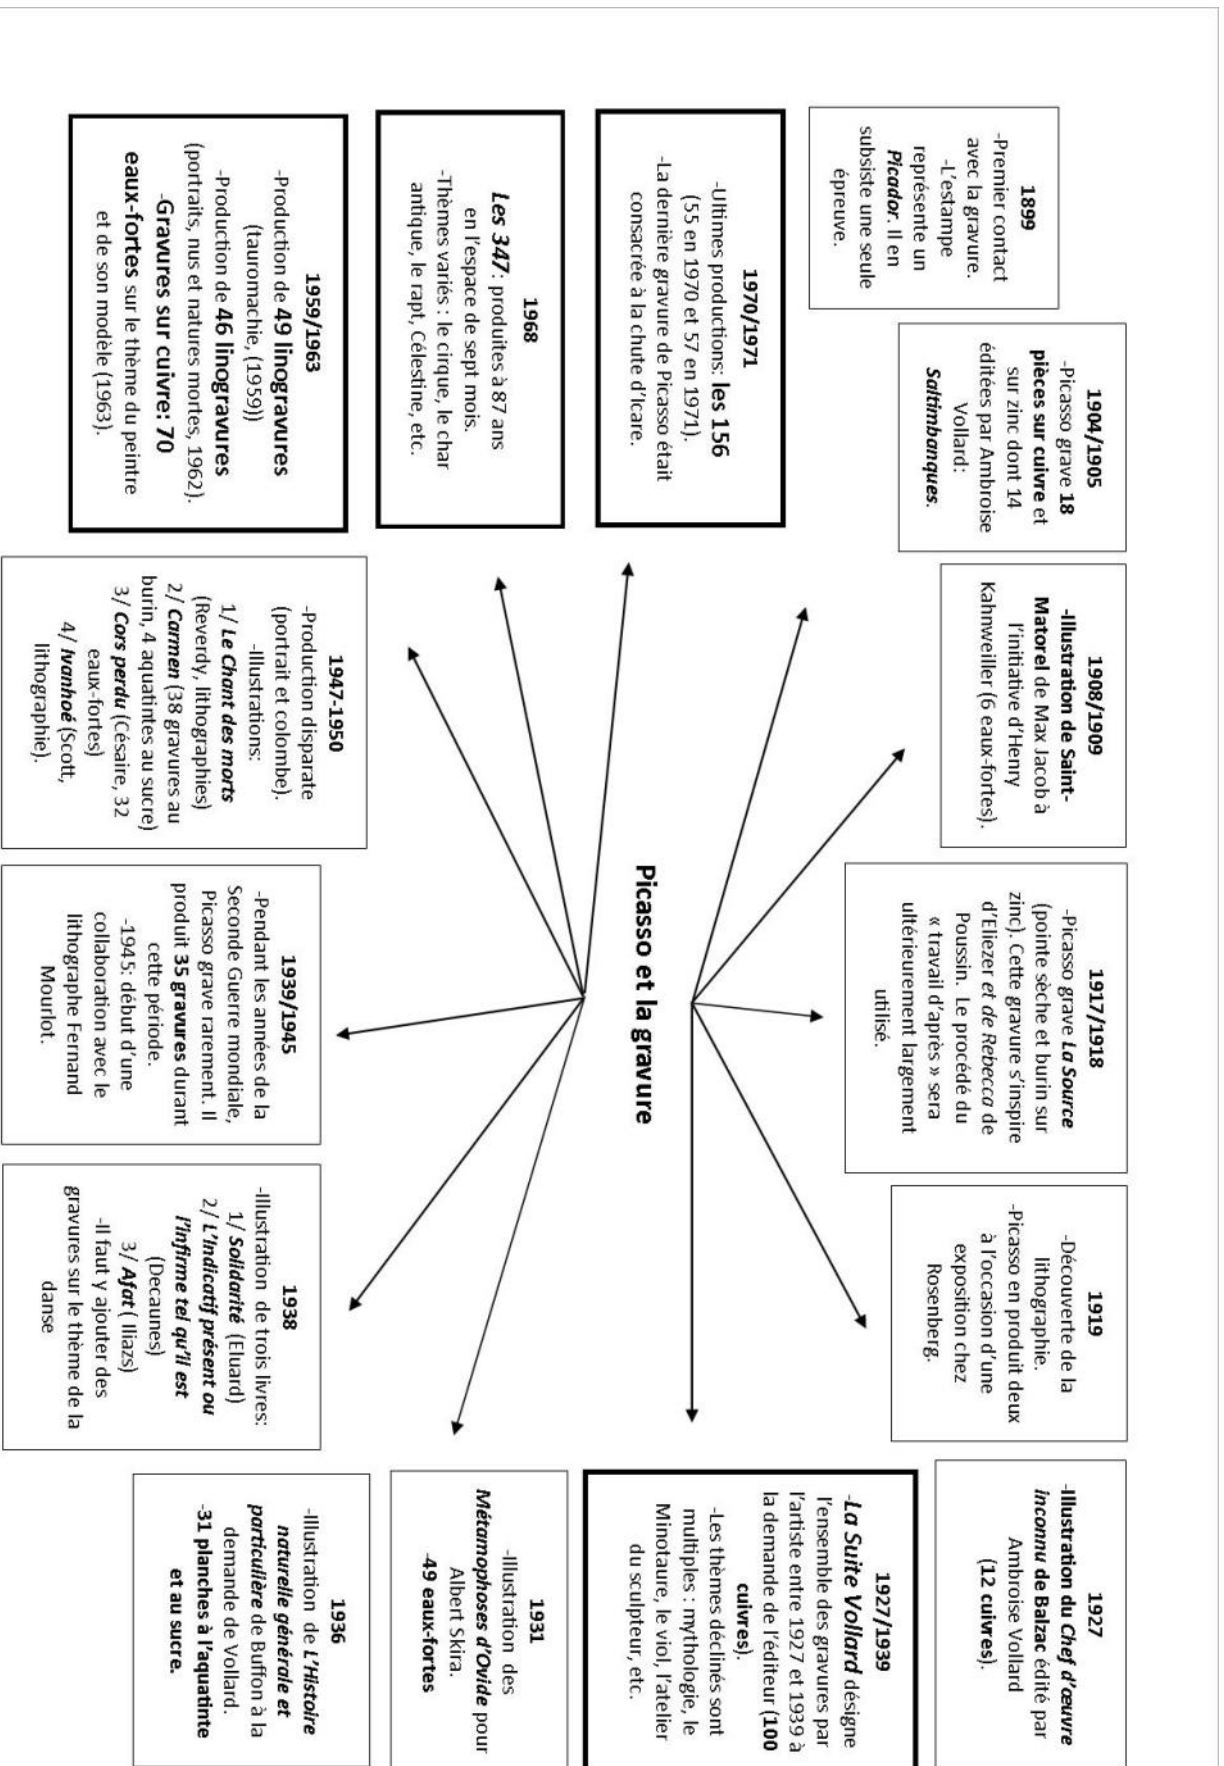 1899
-Premier contact
avec la gravure.
-L'estampe
représente un
Picador. Il en
subsiste une seule
épreuve.
1904/1905
-Picasso grave 18
pièces sur cuivre et
sur zinc dont 14
éditées par Ambroise
Vollard:
Saltimbanques.
1908/1909
-Illustration de Saint-
Matorel de Max Jacob à
l'initiative d'Henry
Kahnweiller (6 eaux-fortes).
1917/1918
-Picasso grave La Source
(pointe sèche et burin sur
zinc). Cette gravure s'inspire
d'Eliezer et de Rebecca de
Poussin. Le procédé du
« travail d'après » sera
ultérieurement largement
utilisé.
1919
-Découverte de la
lithographie.
-Picasso en produit deux
à l'occasion d'une
exposition chez
Rosenberg.
1927
-Illustration du Chef d'œuvre
inconnu de Balzac édité par
Ambroise Vollard
(12 cuivres).
1927/1939
-La Suite Vollard désigne
l'ensemble des gravures par
l'artiste entre 1927 et 1939 à
la demande de l'éditeur (100
cuivres).
-Les thèmes déclinés sont
multiples : mythologie, le
Minotaure, le viol, l'atelier
du sculpteur, etc.
1931
-Illustration des
Métamophoses d'Ovide pour
Albert Skira.
-49 eaux-fortes
1936
-Illustration de L'Histoire
naturelle générale et
particulière de Buffon à la
demande de Vollard.
-31 planches à l'aquatinte
et au sucre.
1938
-Illustration de trois livres:
1/ Solidarité (Eluard)
2/ L'Indicatif présent ou
l'infirme tel qu'il est
(Decaunes)
3/ Afat ( Iliazs)
-Il faut y ajouter des
gravures sur le thème de la
danse
1939/1945
-Pendant les années de la
Seconde Guerre mondiale,
Picasso grave rarement. Il
produit 35 gravures durant
cette période.
-1945: début d'une
collaboration avec le
lithographe Fernand
Mourlot.
1947-1950
-Production disparate
(portrait et colombe).
-Illustrations:
1/ Le Chant des morts
(Reverdy, lithographies)
2/ Carmen (38 gravures au
burin, 4 aquatintes au sucre)
3/ Cors perdu (Césaire, 32
eaux-fortes)
4/ Ivanhoé (Scott,
lithographie).
1959/1963
-Production de 49 linogravures
(tauromachie, (1959))
-Production de 46 linogravures
(portraits, nus et natures mortes, 1962).
-Gravures sur cuivre: 70
eaux-fortes sur le thème du peintre
et de son modèle (1963).
1968
Les 347: produites à 87 ans
en l'espace de sept mois.
-Thèmes variés : le cirque, le char
antique, le rapt, Célestine, etc.
1970/1971
-Ultimes productions: les 156
(55 en 1970 et 57 en 1971).
-La dernière gravure de Picasso était
consacrée à la chute d'Icare.
Picasso et la gravure